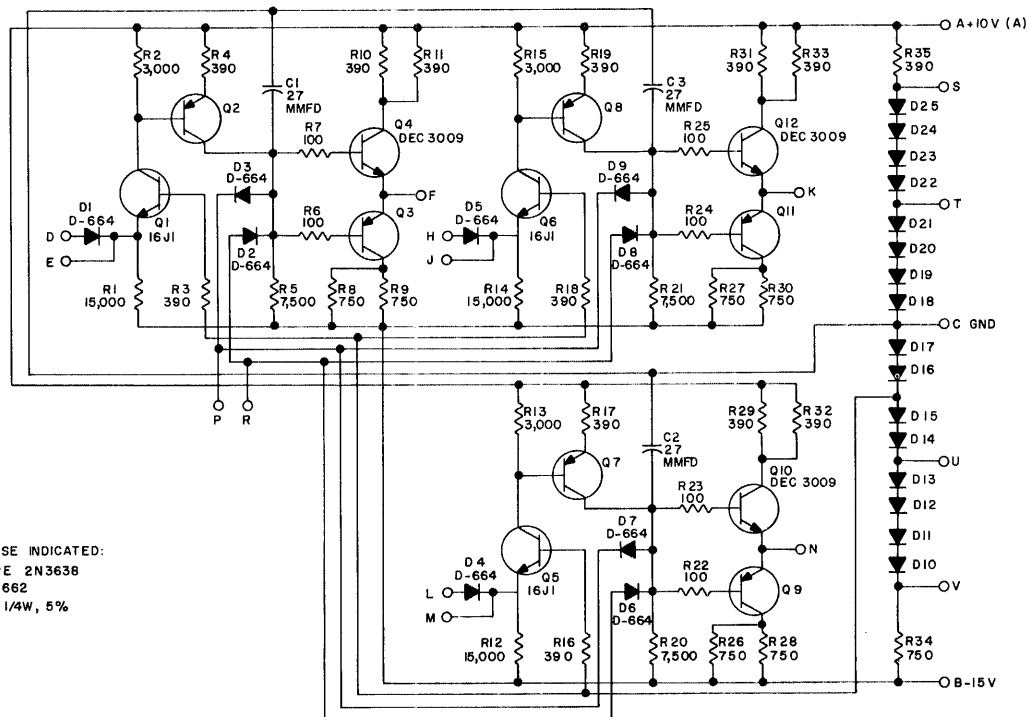 A+10V (A)
R2
3,000
R4
390
R10
390
R11
390
R15
3,000
R19
390
R31
390
R33
390
R35
390
S
C1
27
MMFD
C3
27
MMFD
Q2
Q4
DEC 3009
Q8
Q12
DEC 3009
D25
D24
D23
D22
R7
100
R25
100
D3
D-664
D9
D-664
F
K
T
D1
D-664
D
E
Q1
16J1
D2
D-664
R6
100
Q3
D5
D-664
H
J
Q6
16J1
D8
D-664
R24
100
Q11
D21
D20
D19
D18
R1
15,000
R3
390
R5
7,500
R8
750
R9
750
R14
15,000
R18
390
R21
7,500
R27
750
R30
750
C GND
D17
D16
P
R
R13
3,000
R17
390
C2
27
MMFD
R29
390
R32
390
D15
D14
U
Q7
Q10
DEC 3009
R23
100
D13
D12
D11
D10
D7
D-664
N
D4
D-664
L
M
Q5
16J1
D6
D-664
R22
100
Q9
V
R12
15,000
R16
390
R20
7,500
R26
750
R28
750
R34
750
B-15V
SE INDICATED:
E 2N3638
662
1/4W, 5%